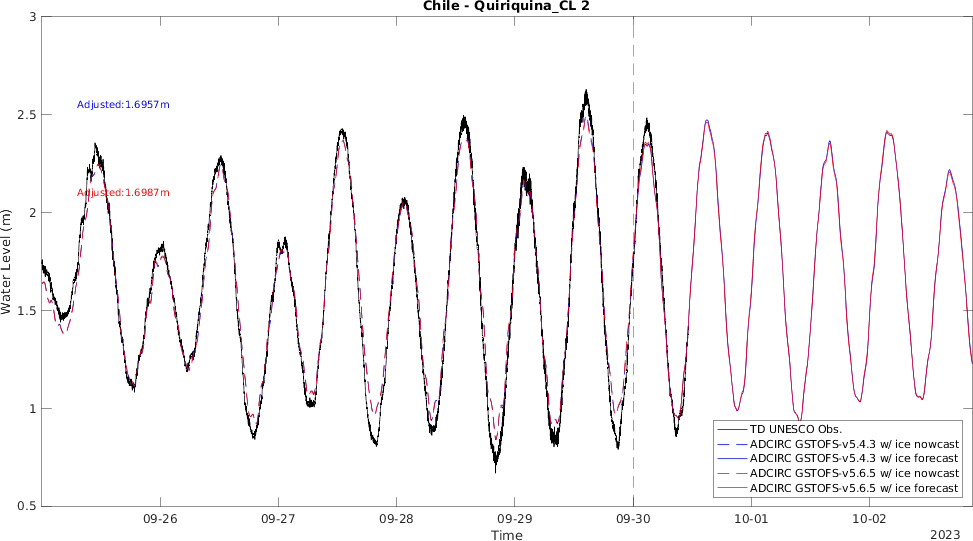 Chile - Quiriquina_CL 2
Water Level (m)
3
2.5
2
1.5
1
0.5
Adjusted:1.6957m
Adjusted:1.6987m
TD UNESCO Obs.
ADCIRC GSTOFS-v5.4.3 w/ ice nowcast
ADCIRC GSTOFS-v5.4.3 w/ ice forecast
ADCIRC GSTOFS-v5.6.5 w/ ice nowcast
ADCIRC GSTOFS-v5.6.5 w/ ice forecast
09-26 09-27 09-28 09-29 09-30 10-01 10-02
Time
2023